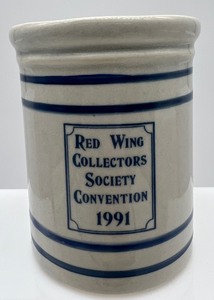 Red Wing
Collectors
Society
Convention
1991